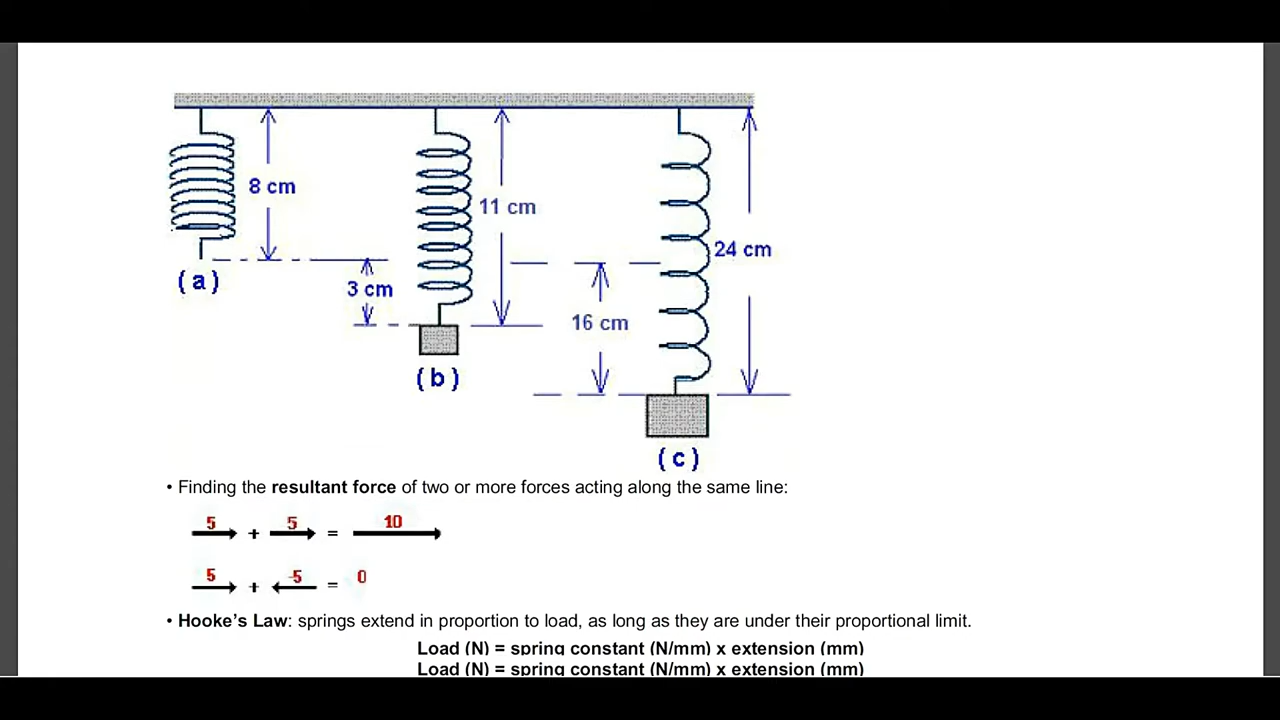 8 cm
11 cm
24 cm
( a )
3 cm
16 cm
( b )
( c )
• Finding the resultant force of two or more forces acting along the same line:
5 + 5 = 10
5 + -5 = 0
• Hooke's Law: springs extend in proportion to load, as long as they are under their proportional limit.
Load (N) = spring constant (N/mm) x extension (mm)
Load (N) = spring constant (N/mm) x extension (mm)